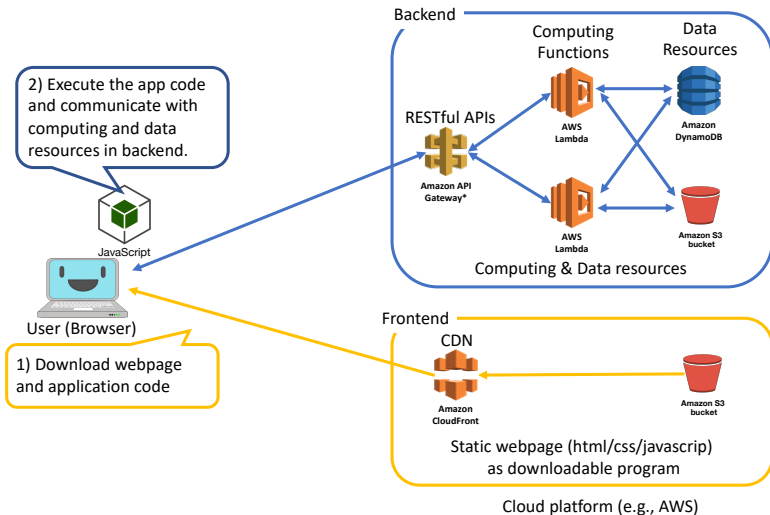 Backend
Computing
Functions
Data
Resources
2) Execute the app code
and communicate with
computing and data
resources in backend.
RESTful APIs
AWS
Lambda
Amazon
DynamoDB
Amazon API
Gateway*
JavaScript
AWS
Lambda
Amazon S3
bucket
Computing & Data resources
User (Browser)
Frontend
1) Download webpage
and application code
CDN
Amazon
CloudFront
Amazon S3
bucket
Static webpage (html/css/javascrip)
as downloadable program
Cloud platform (e.g., AWS)